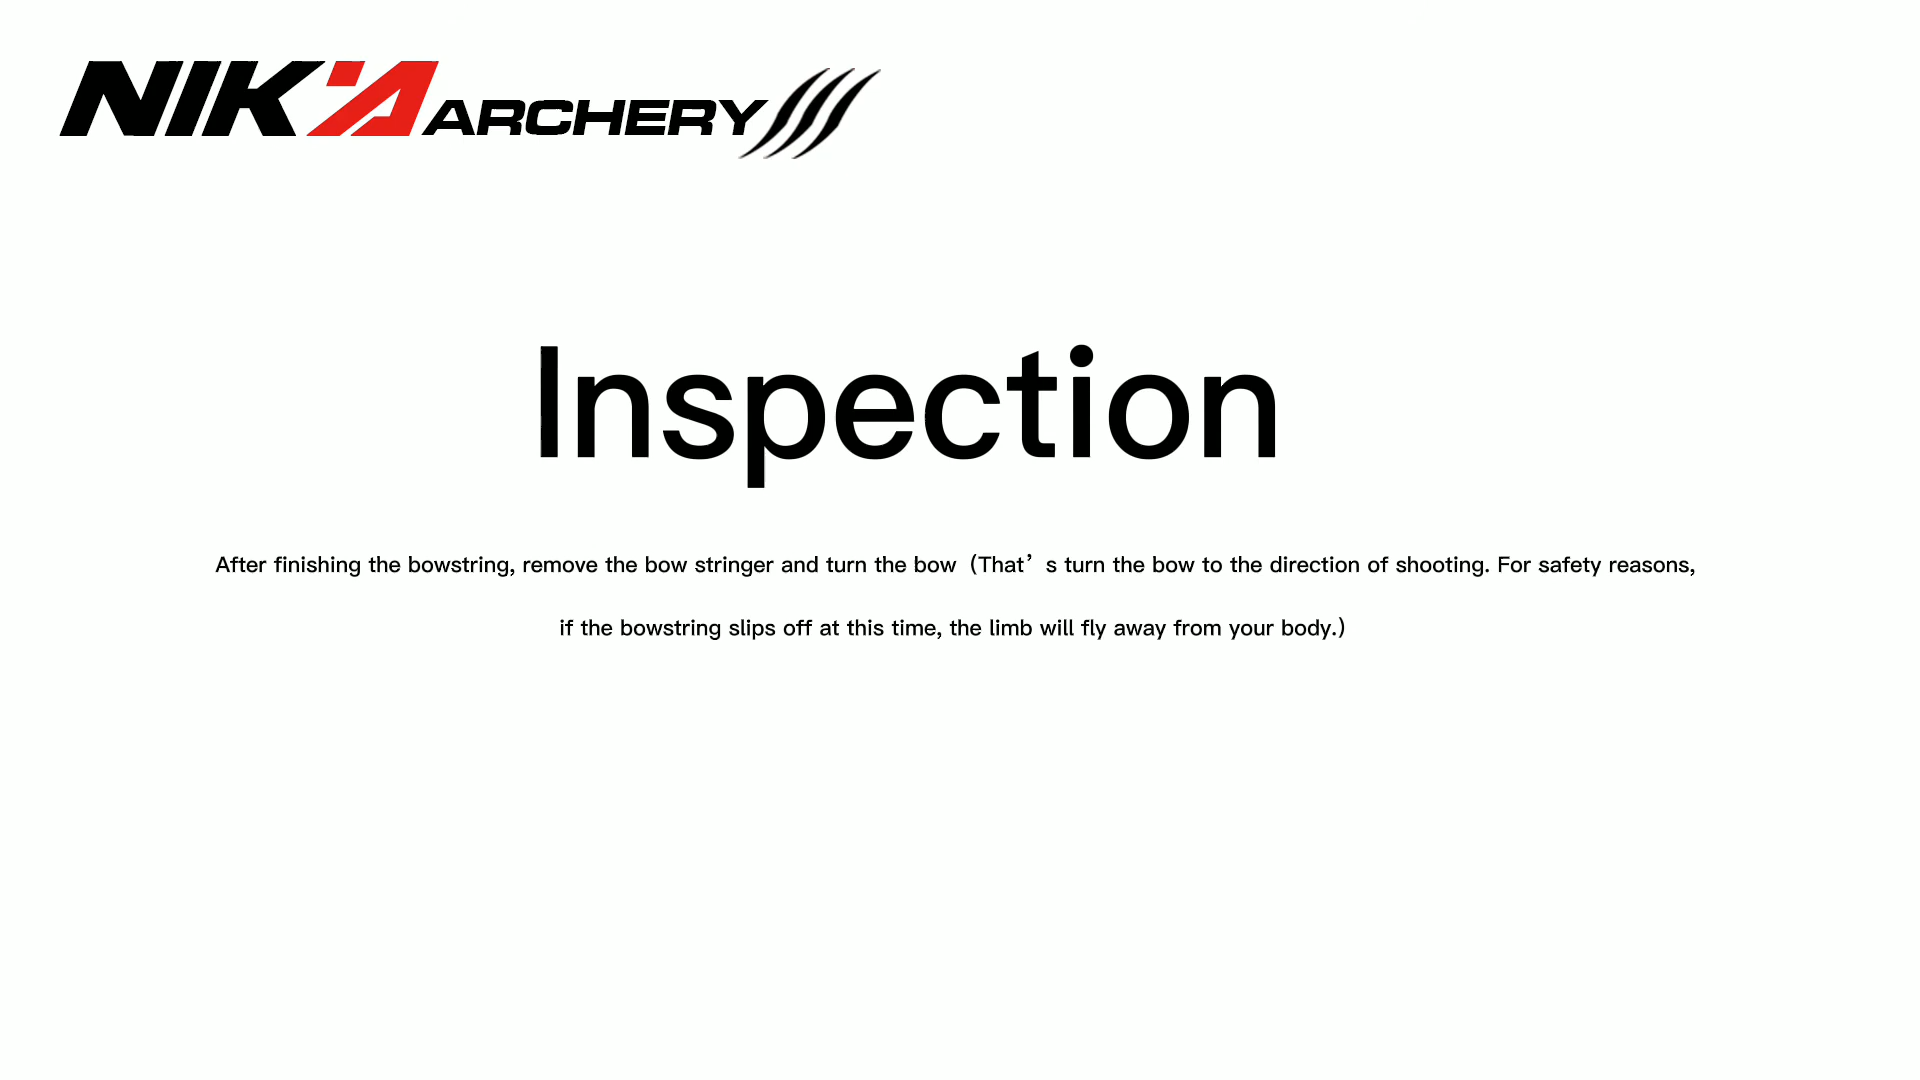 NIKA ARCHERY
Inspection
After finishing the bowstring, remove the bow stringer and turn the bow（That’s turn the bow to the direction of shooting. For safety reasons,
if the bowstring slips off at this time, the limb will fly away from your body.）